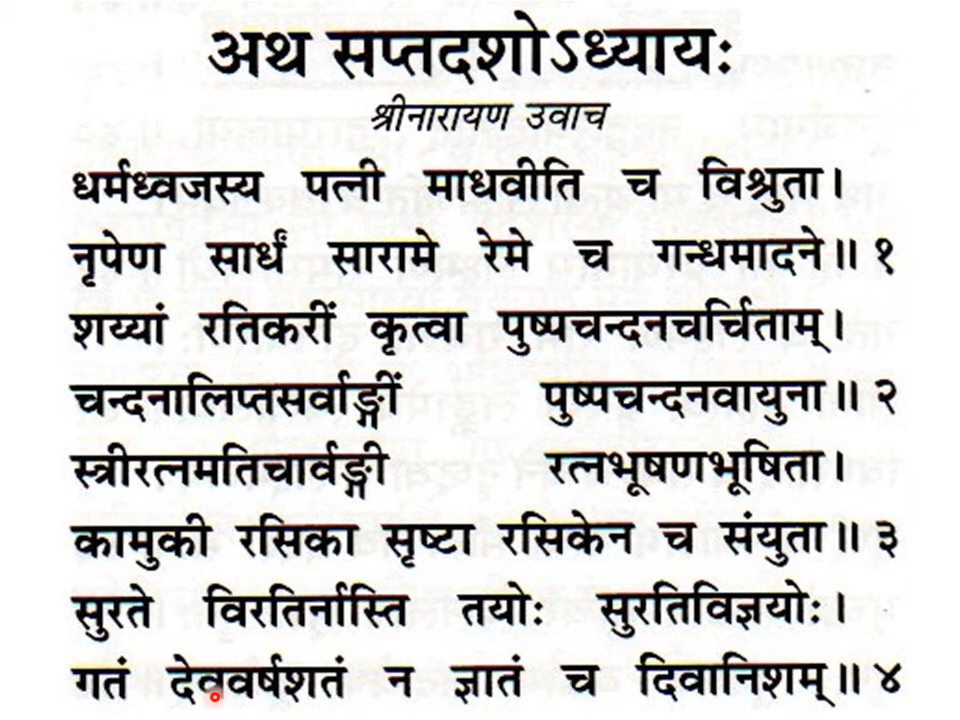 अथ सप्तदशोऽध्यायः
श्रीनारायण उवाच
धर्मध्वजस्य पत्नी माधवीति च विश्रुता।
नृपेण सार्धं सारामे रेमे च गन्धमादने॥ १
शय्यां रतिकरीं कृत्वा पुष्पचन्दनचर्चिताम्।
चन्दनालिप्तसर्वाङ्गीं पुष्पचन्दनवायुना॥ २
स्त्रीरत्नमतिचार्वङ्गी रत्नभूषणभूषिता।
कामुकी रसिका सृष्टा रसिकेन च संयुता॥ ३
सुरते विरतिर्नास्ति तयोः सुरतिविज्ञयोः।
गतं देववर्षशतं न ज्ञातं च दिवानिशम्॥ ४